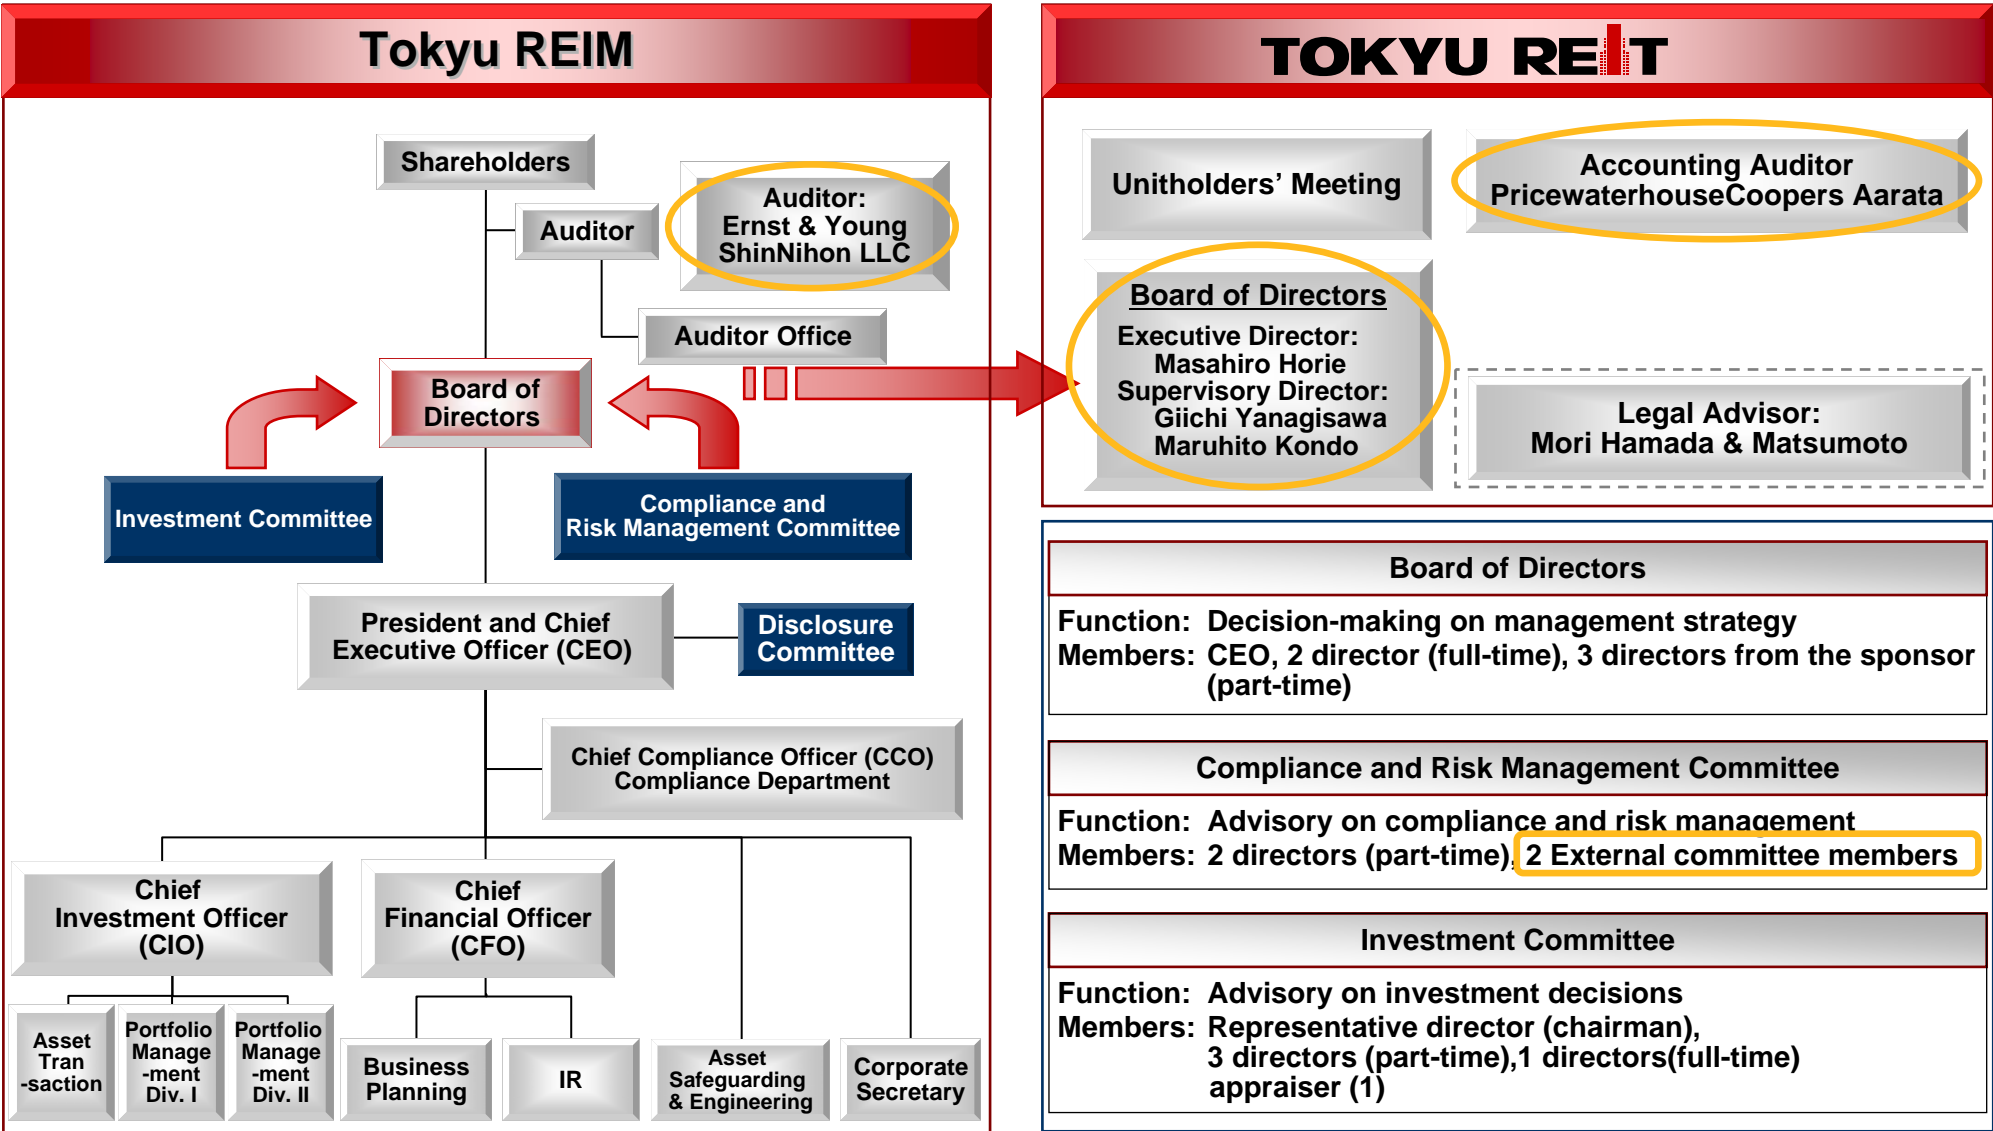 Tokyu REIM
Shareholders
Auditor
Auditor:
Ernst & Young
ShinNihon LLC
Auditor Office
Board of
Directors
Investment Committee
Compliance and
Risk Management Committee
President and Chief
Executive Officer (CEO)
Disclosure
Committee
Chief Compliance Officer (CCO)
Compliance Department
Chief
Investment Officer
(CIO)
Chief
Financial Officer
(CFO)
Asset
Tran
-saction
Portfolio
Manage
-ment
Div. I
Portfolio
Manage
-ment
Div. II
Business
Planning
IR
Asset
Safeguarding
& Engineering
Corporate
Secretary
TOKYU REIT
Unitholders’ Meeting
Accounting Auditor
PricewaterhouseCoopers Aarata
Board of Directors
Executive Director:
Masahiro Horie
Supervisory Director:
Giichi Yanagisawa
Maruhito Kondo
Legal Advisor:
Mori Hamada & Matsumoto
Board of Directors
Function: Decision-making on management strategy
Members: CEO, 2 director (full-time), 3 directors from the sponsor
(part-time)
Compliance and Risk Management Committee
Function: Advisory on compliance and risk management
Members: 2 directors (part-time), 2 External committee members
Investment Committee
Function: Advisory on investment decisions
Members: Representative director (chairman),
3 directors (part-time),1 directors(full-time)
appraiser (1)